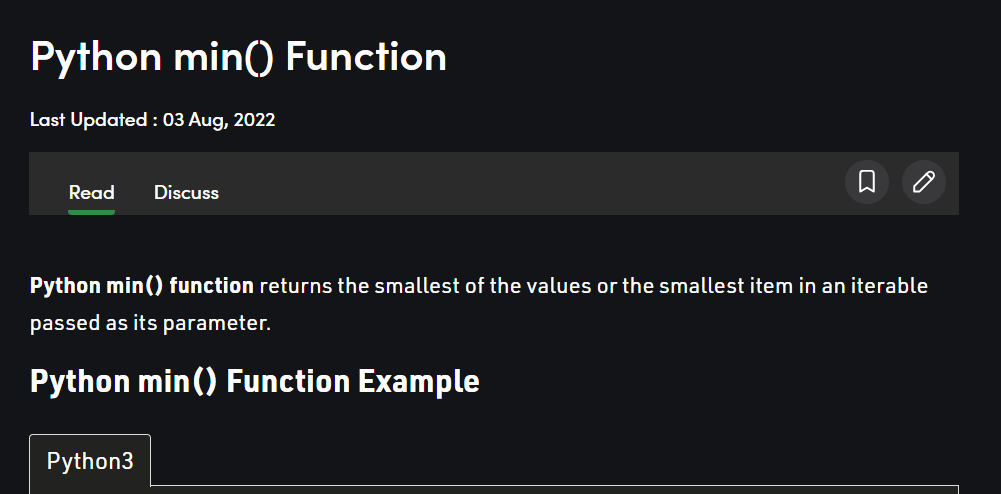 Python min() Function
Last Updated : 03 Aug, 2022
Read Discuss
Python min() function returns the smallest of the values or the smallest item in an iterable
passed as its parameter.
Python min() Function Example
Python3